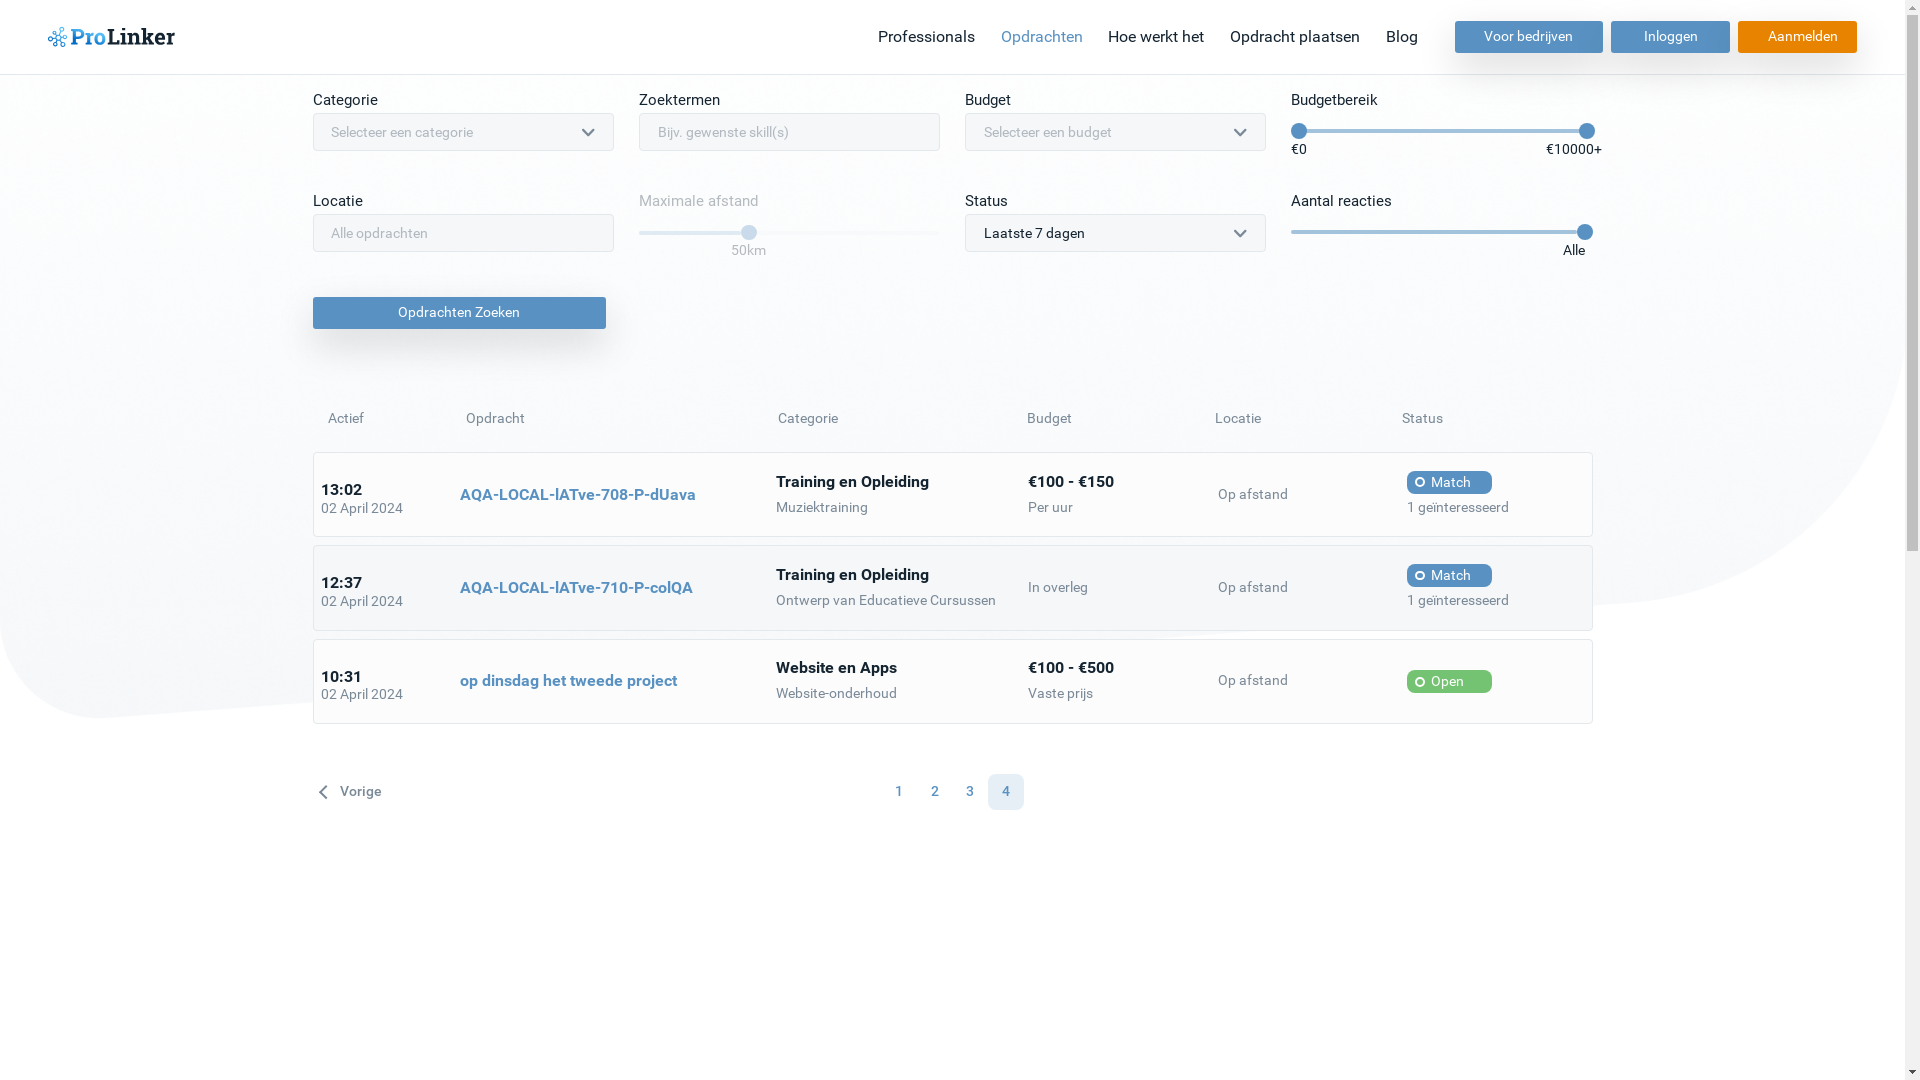 ProLinker
Professionals Opdrachten Hoe werkt het Opdracht plaatsen Blog Voor bedrijven Inloggen Aanmelden
Categorie Zoektermen Budget Budgetbereik
Selecteer een categorie Bijv. gewenste skill(s) Selecteer een budget
€0 €10000+
Locatie Maximale afstand Status Aantal reacties
Alle opdrachten Laatste 7 dagen
50km Alle
Opdrachten Zoeken
Actief Opdracht Categorie Budget Locatie Status
13:02
02 April 2024
AQA-LOCAL-lATve-708-P-dUava
Training en Opleiding
Muziektraining
€100 - €150
Per uur
Op afstand
Match
1 geïnteresseerd
12:37
02 April 2024
AQA-LOCAL-lATve-710-P-colQA
Training en Opleiding
Ontwerp van Educatieve Cursussen
In overleg
Op afstand
Match
1 geïnteresseerd
10:31
02 April 2024
op dinsdag het tweede project
Website en Apps
Website-onderhoud
€100 - €500
Vaste prijs
Op afstand
Open
Vorige 1 2 3 4